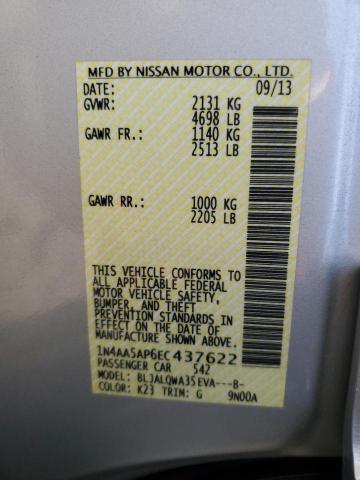 MFD BY NISSAN MOTOR CO., LTD.
DATE: 09/13
GVWR: 2131 KG
4698 LB
GAWR FR.: 1140 KG
2513 LB
GAWR RR.: 1000 KG
2205 LB
THIS VEHICLE CONFORMS TO
ALL APPLICABLE FEDERAL
MOTOR VEHICLE SAFETY,
BUMPER, AND THEFT
PREVENTION STANDARDS IN
EFFECT ON THE DATE OF
MANUFACTURE SHOWN ABOVE.
1N4AA5AP6EC437622
PASSENGER CAR 542
MODEL: BLJALQWA35EVA---B-
COLOR: K23 TRIM: G 9N00A